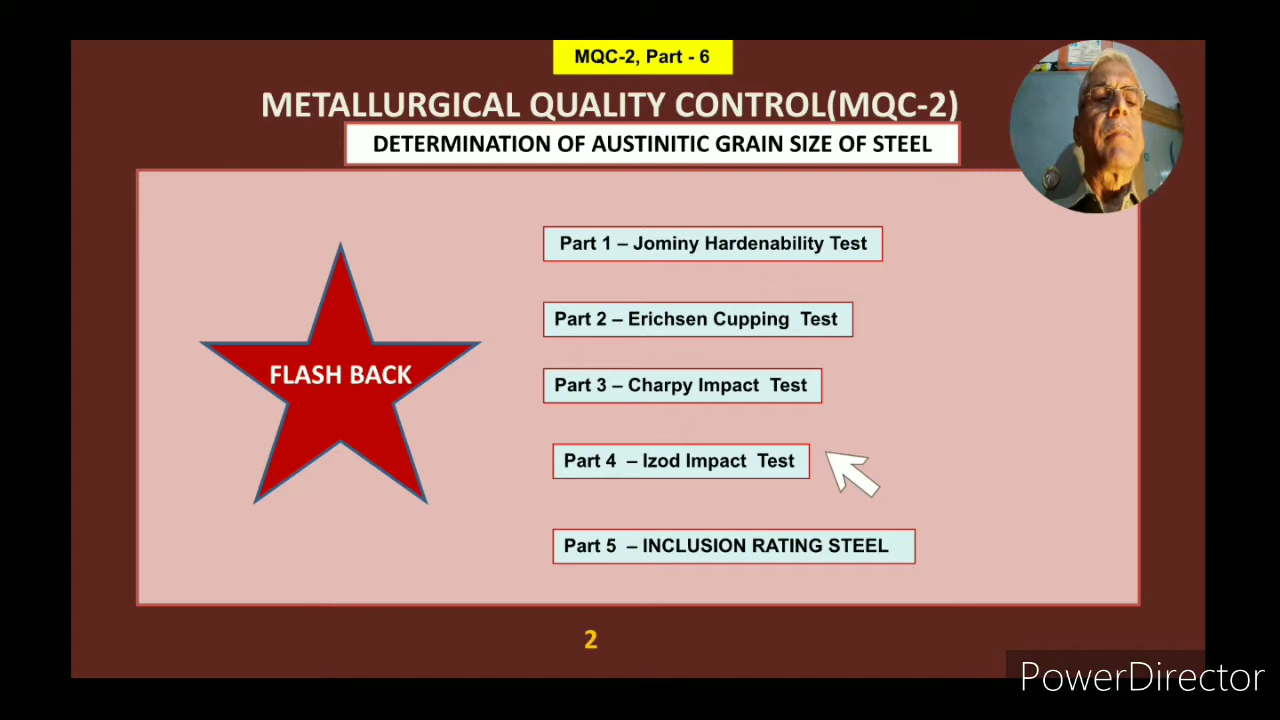 MQC-2, Part - 6
METALLURGICAL QUALITY CONTROL(MQC-2)
DETERMINATION OF AUSTINITIC GRAIN SIZE OF STEEL
FLASH BACK
Part 1 – Jominy Hardenability Test
Part 2 – Erichsen Cupping Test
Part 3 – Charpy Impact Test
Part 4 – Izod Impact Test
Part 5 – INCLUSION RATING STEEL
2
PowerDirector